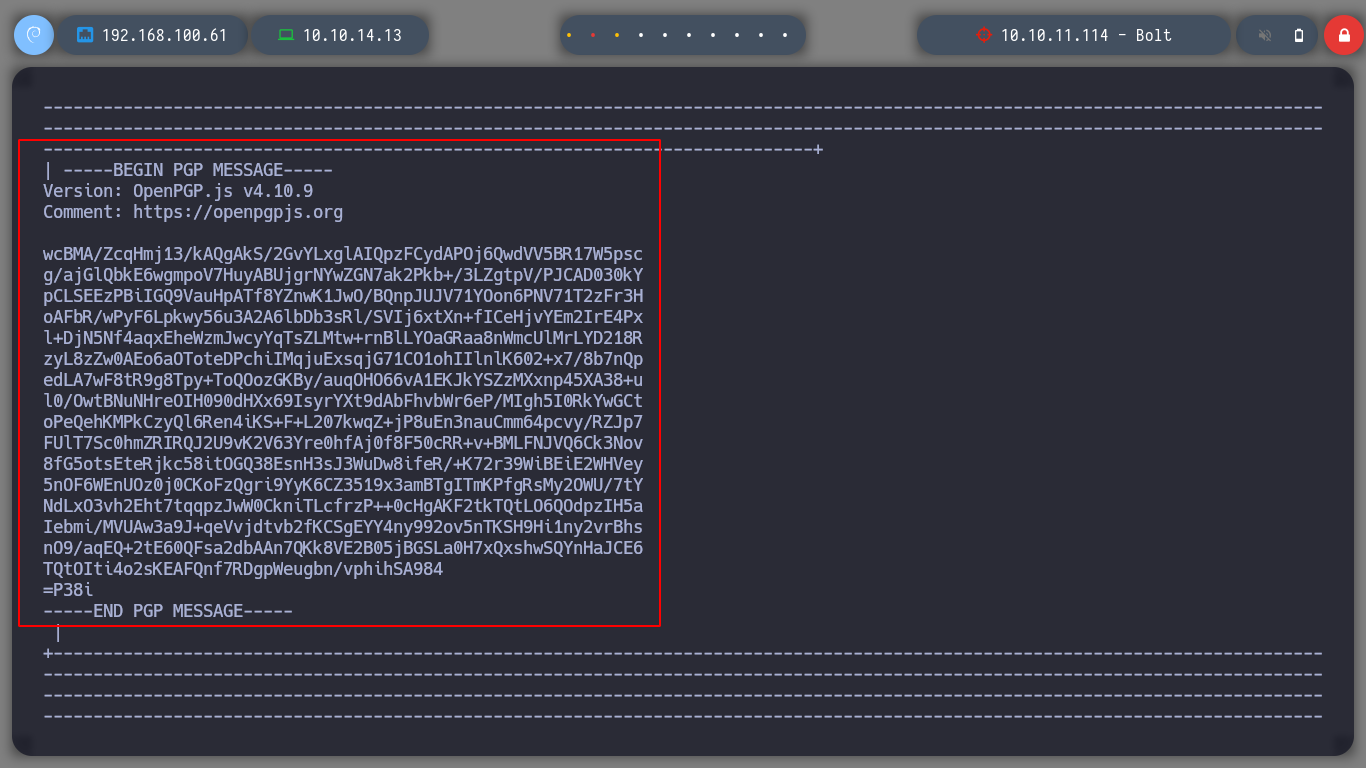 192.168.100.61 10.10.14.13 10.10.11.114 - Bolt
--------------------------------------------------------------------------------------------------------------------------------
--------------------------------------------------------------------------------------------------------------------------------
-----------------------------------------------------------------------------+
| -----BEGIN PGP MESSAGE-----
Version: OpenPGP.js v4.10.9
Comment: https://openpgpjs.org

wcBMA/ZcqHmj13/kAQgAkS/2GvYLxglAIQpzFCydAPOj6QwdVV5BR17W5psc
g/ajGlQbkE6wgmpoV7HuyABUjgrNYwZGN7ak2Pkb+/3LZgtpV/PJCAD030kY
pCLSEEzPBiIGQ9VauHpATf8YZnwK1JwO/BQnpJUJV71YOon6PNV71T2zFr3H
oAFbR/wPyF6Lpkwy56u3A2A6lbDb3sRl/SVIj6xtXn+fICeHjvYEm2IrE4Px
l+DjN5Nf4aqxEheWzmJwcyYqTsZLMtw+rnBlLYOaGRaa8nWmcUlMrLYD218R
zyL8zZw0AEo6aOToteDPchiIMqjuExsqjG71CO1ohIIlnlK602+x7/8b7nQp
edLA7wF8tR9g8Tpy+ToQOozGKBy/auqOHO66vA1EKJkYSZzMXxnp45XA38+u
l0/OwtBNuNHreOIH090dHXx69IsyrYXt9dAbFhvbWr6eP/MIgh5I0RkYwGCt
oPeQehKMPkCzyQl6Ren4iKS+F+L207kwqZ+jP8uEn3nauCmm64pcvy/RZJp7
FUlT7Sc0hmZRIRQJ2U9vK2V63Yre0hfAj0f8F50cRR+v+BMLFNJVQ6Ck3Nov
8fG5otsEteRjkc58itOGQ38EsnH3sJ3WuDw8ifeR/+K72r39WiBEiE2WHVey
5nOF6WEnUOz0j0CKoFzQgri9YyK6CZ3519x3amBTgITmKPfgRsMy2OWU/7tY
NdLxO3vh2Eht7tqqpzJwW0CkniTLcfrzP++0cHgAKF2tkTQtLO6QOdpzIH5a
Iebmi/MVUAw3a9J+qeVvjdtvb2fKCSgEYY4ny992ov5nTKSH9Hi1ny2vrBhs
nO9/aqEQ+2tE60QFsa2dbAAn7QKk8VE2B05jBGSLa0H7xQxshwSQYnHaJCE6
TQtOIti4o2sKEAFQnf7RDgpWeugbn/vphihSA984
=P38i
-----END PGP MESSAGE-----
|
+-------------------------------------------------------------------------------------------------------------------------------
--------------------------------------------------------------------------------------------------------------------------------
--------------------------------------------------------------------------------------------------------------------------------
--------------------------------------------------------------------------------------------------------------------------------